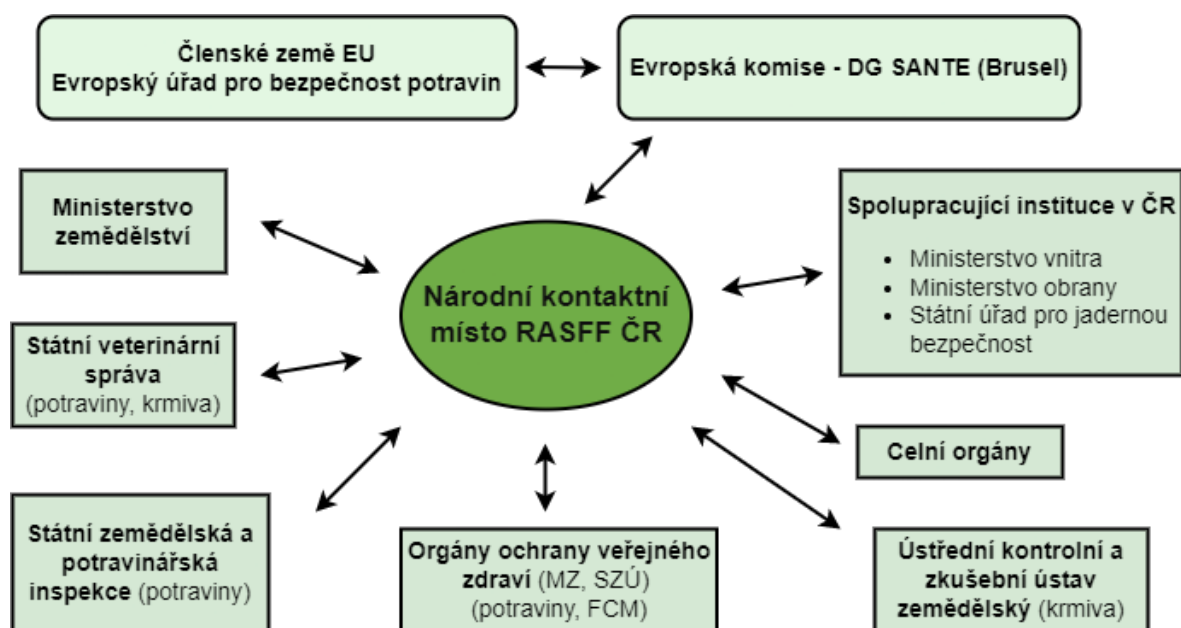 Členské země EU
Evropský úřad pro bezpečnost potravin
Evropská komise - DG SANTE (Brusel)
Ministerstvo
zemědělství
Spolupracující instituce v ČR
• Ministerstvo vnitra
• Ministerstvo obrany
• Státní úřad pro jadernou
bezpečnost
Národní kontaktní
místo RASFF ČR
Státní veterinární
správa
(potraviny, krmiva)
Celní orgány
Státní zemědělská a
potravinářská
inspekce (potraviny)
Orgány ochrany veřejného
zdraví (MZ, SZÚ)
(potraviny, FCM)
Ústřední kontrolní a
zkušební ústav
zemědělský (krmiva)